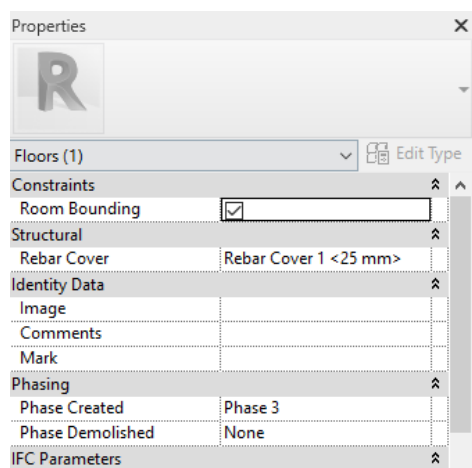 Properties
R
Floors (1)
Edit Type
Constraints
Room Bounding
Structural
Rebar Cover Rebar Cover 1 <25 mm>
Identity Data
Image
Comments
Mark
Phasing
Phase Created Phase 3
Phase Demolished None
IFC Parameters